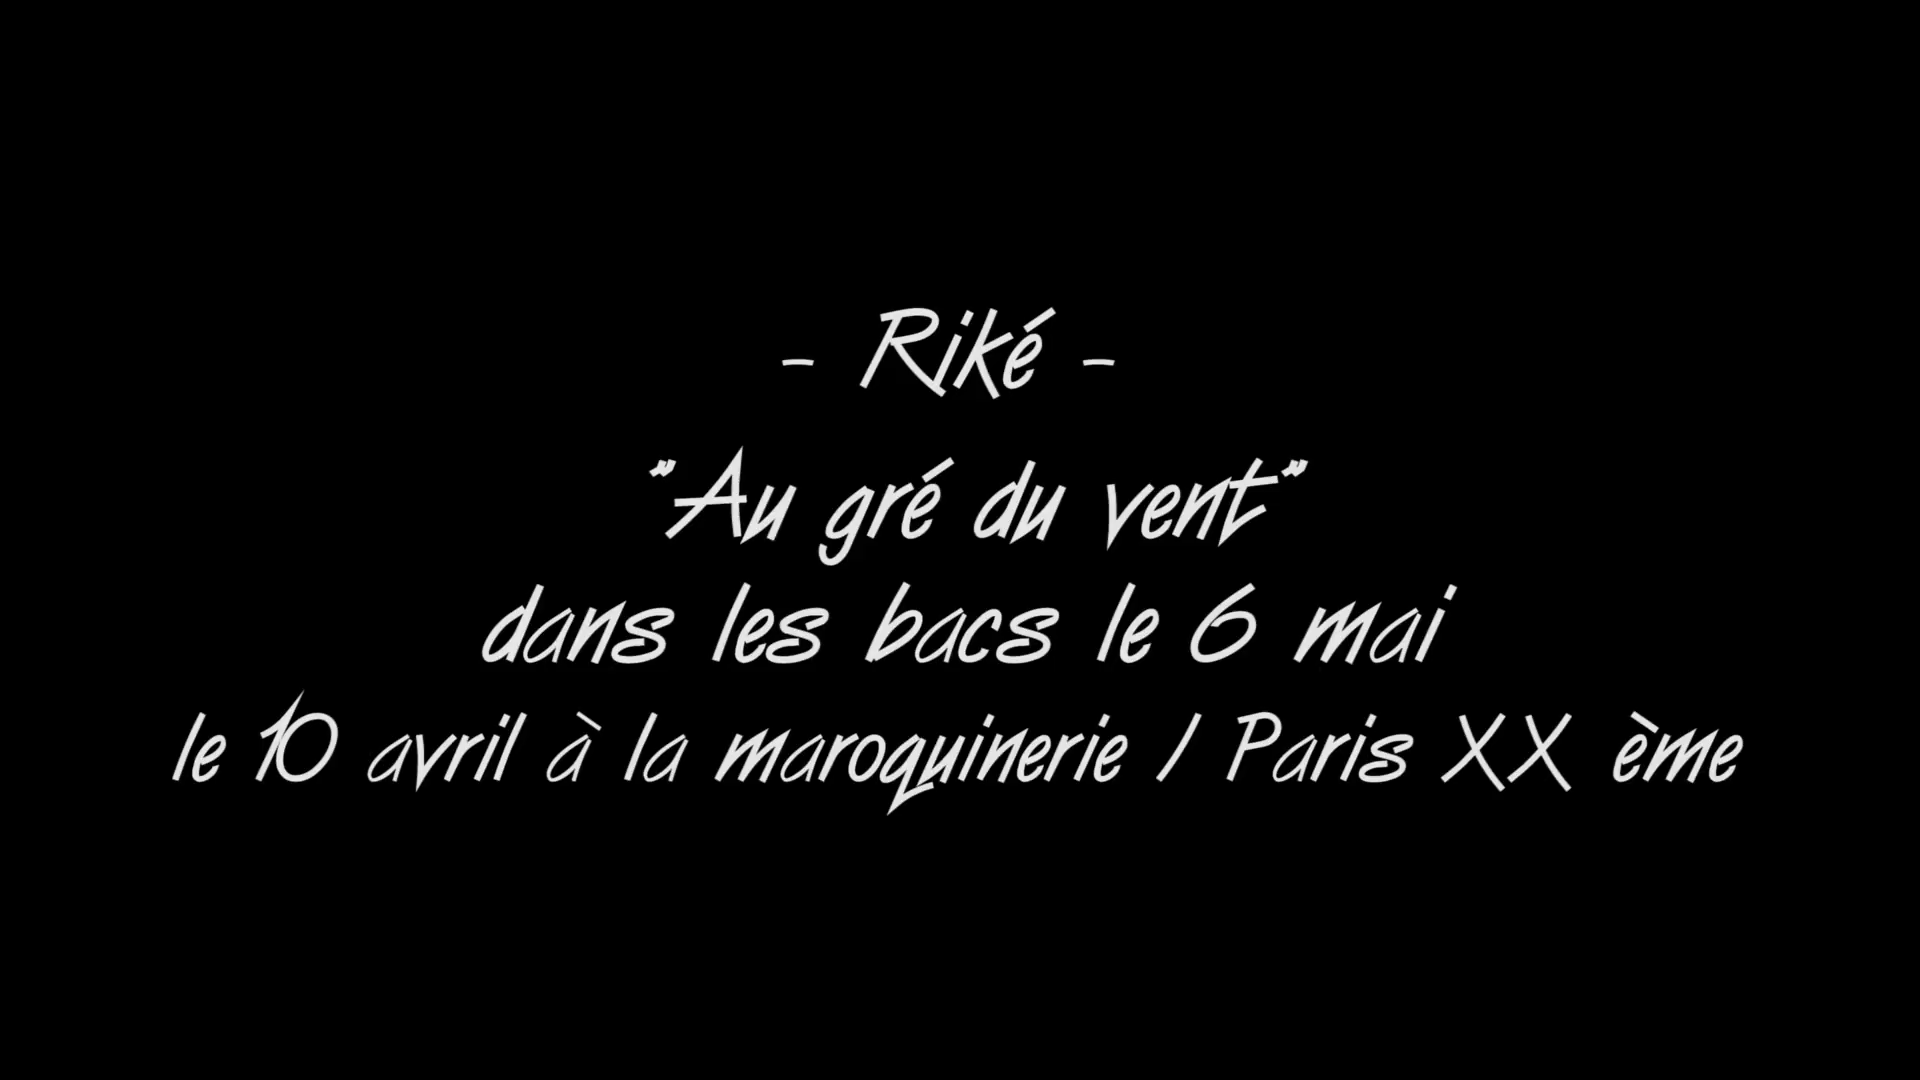 - Riké -
"Au gré du vent"
dans les bacs le 6 mai
le 10 avril à la maroquinerie / Paris XX ème